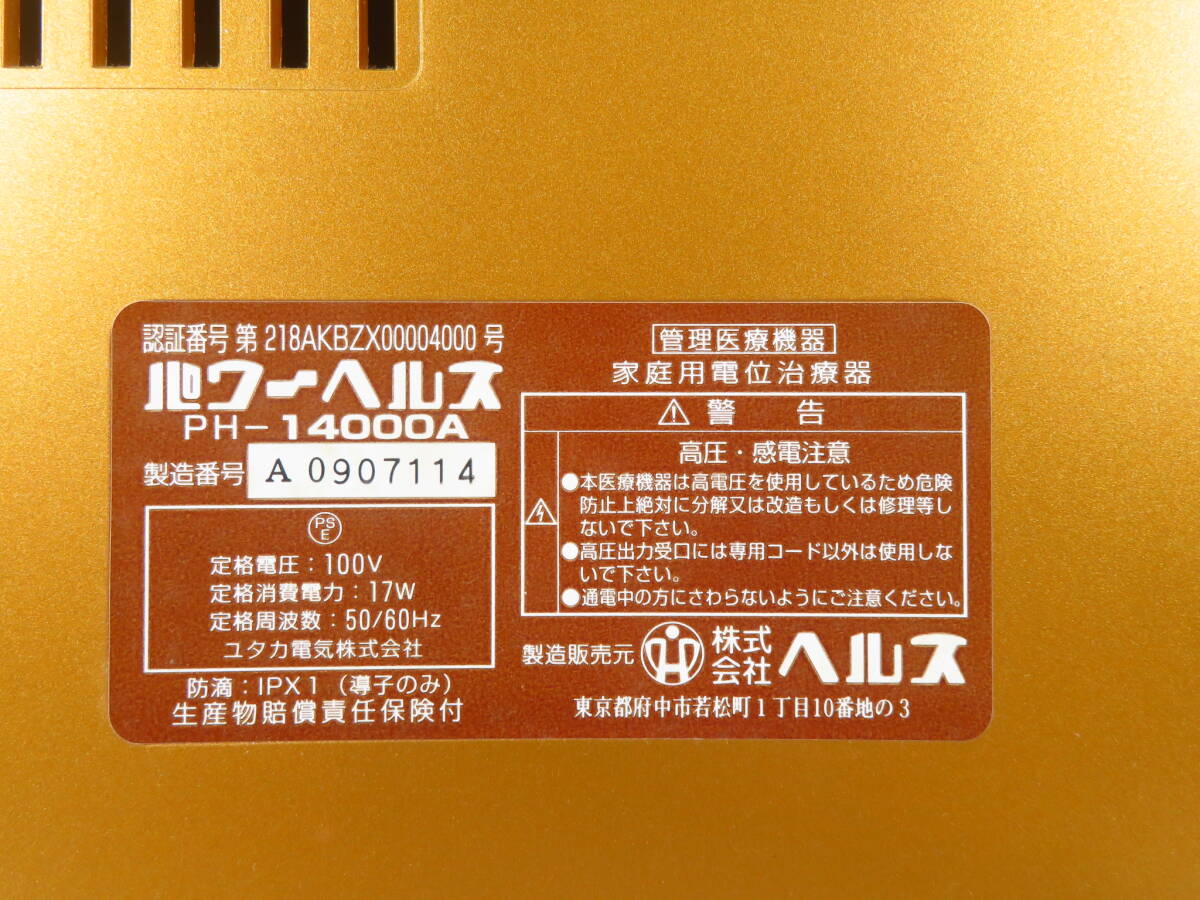 認証番号 第 218AKBZX00004000 号
パワーヘルス
PH-14000A
製造番号 A 0907114
PS
E
定格電圧：100V
定格消費電力：17W
定格周波数：50/60Hz
ユタカ電気株式会社
防滴：IPX1（導子のみ）
生産物賠償責任保険付
管理医療機器
家庭用電位治療器
⚠ 警 告
高圧・感電注意
●本医療機器は高電圧を使用しているため危険
防止上絶対に分解又は改造もしくは修理等し
ないで下さい。
●高圧出力受口には専用コード以外は使用しな
いで下さい。
●通電中の方にさわらないようにご注意ください。
製造販売元 株式会社 ヘルス
東京都府中市若松町1丁目10番地の3